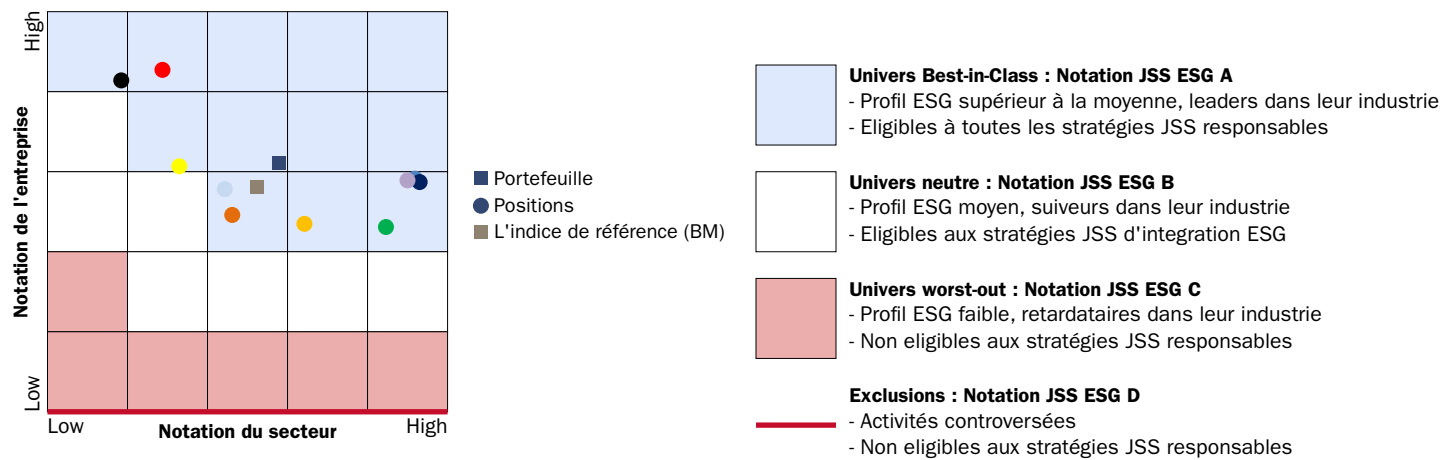 High
Notation de l'entreprise
Low
Low
Notation du secteur
High
Portefeuille
Positions
L'indice de référence (BM)
Univers Best-in-Class : Notation JSS ESG A
- Profil ESG supérieur à la moyenne, leaders dans leur industrie
- Eligibles à toutes les stratégies JSS responsables
Univers neutre : Notation JSS ESG B
- Profil ESG moyen, suiveurs dans leur industrie
- Eligibles aux stratégies JSS d'integration ESG
Univers worst-out : Notation JSS ESG C
- Profil ESG faible, retardataires dans leur industrie
- Non eligibles aux stratégies JSS responsables
Exclusions : Notation JSS ESG D
- Activités controversées
- Non eligibles aux stratégies JSS responsables